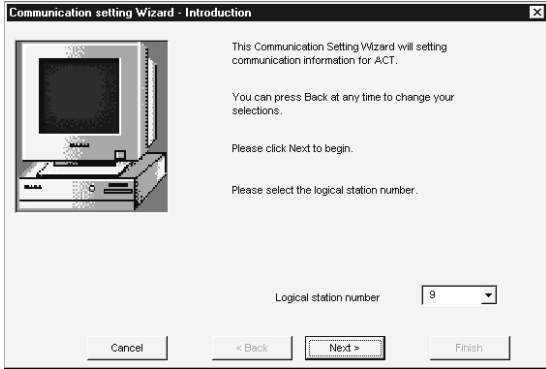 Communication setting Wizard - Introduction
This Communication Setting Wizard will setting
communication information for ACT.
You can press Back at any time to change your
selections.
Please click Next to begin.
Please select the logical station number.
Logical station number 9
Cancel < Back Next > Finish